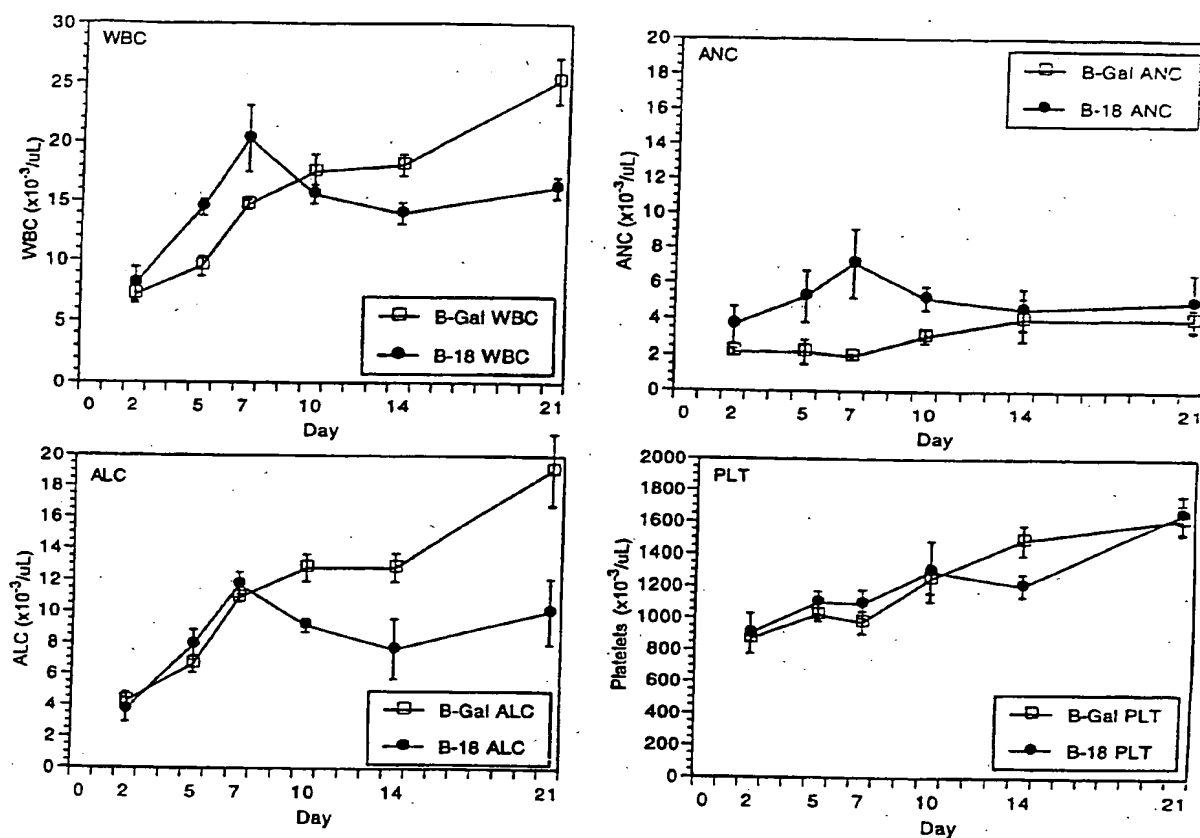 WBC
30
25
20
15
10
5
0
WBC (x10⁻³/uL)
B-Gal WBC
B-18 WBC
0 2 5 7 10 14 21
Day
ANC
20
18
16
14
12
10
8
6
4
2
0
ANC (x10⁻³/uL)
B-Gal ANC
B-18 ANC
0 2 5 7 10 14 21
Day
ALC
20
18
16
14
12
10
8
6
4
2
0
ALC (x10⁻³/uL)
B-Gal ALC
B-18 ALC
0 2 5 7 10 14 21
Day
PLT
2000
1800
1600
1400
1200
1000
800
600
400
200
0
Platelets (x10⁻³/uL)
B-Gal PLT
B-18 PLT
0 2 5 7 10 14 21
Day